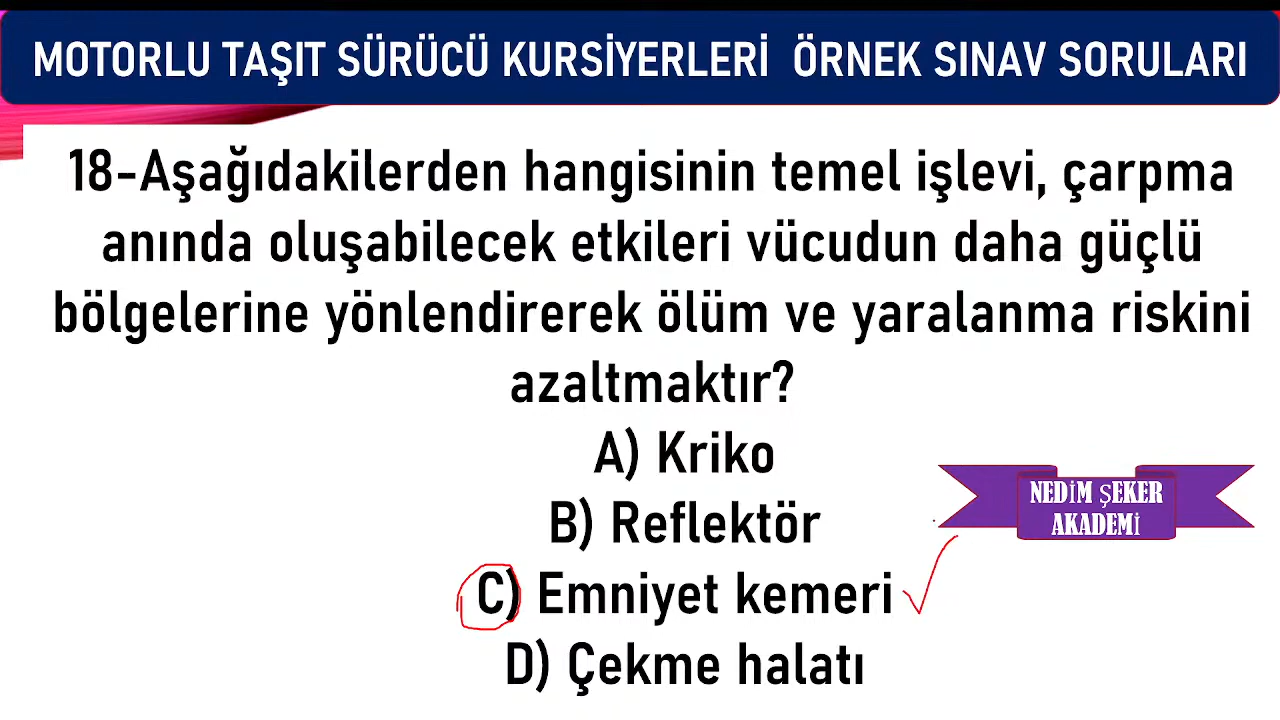 MOTORLU TAŞIT SÜRÜCÜ KURSİYERLERİ ÖRNEK SINAV SORULARI
18-Aşağıdakilerden hangisinin temel işlevi, çarpma
anında oluşabilecek etkileri vücudun daha güçlü
bölgelerine yönlendirerek ölüm ve yaralanma riskini
azaltmaktır?
A) Kriko
B) Reflektör
C) Emniyet kemeri
D) Çekme halatı
NEDİM ŞEKER
AKADEMİ